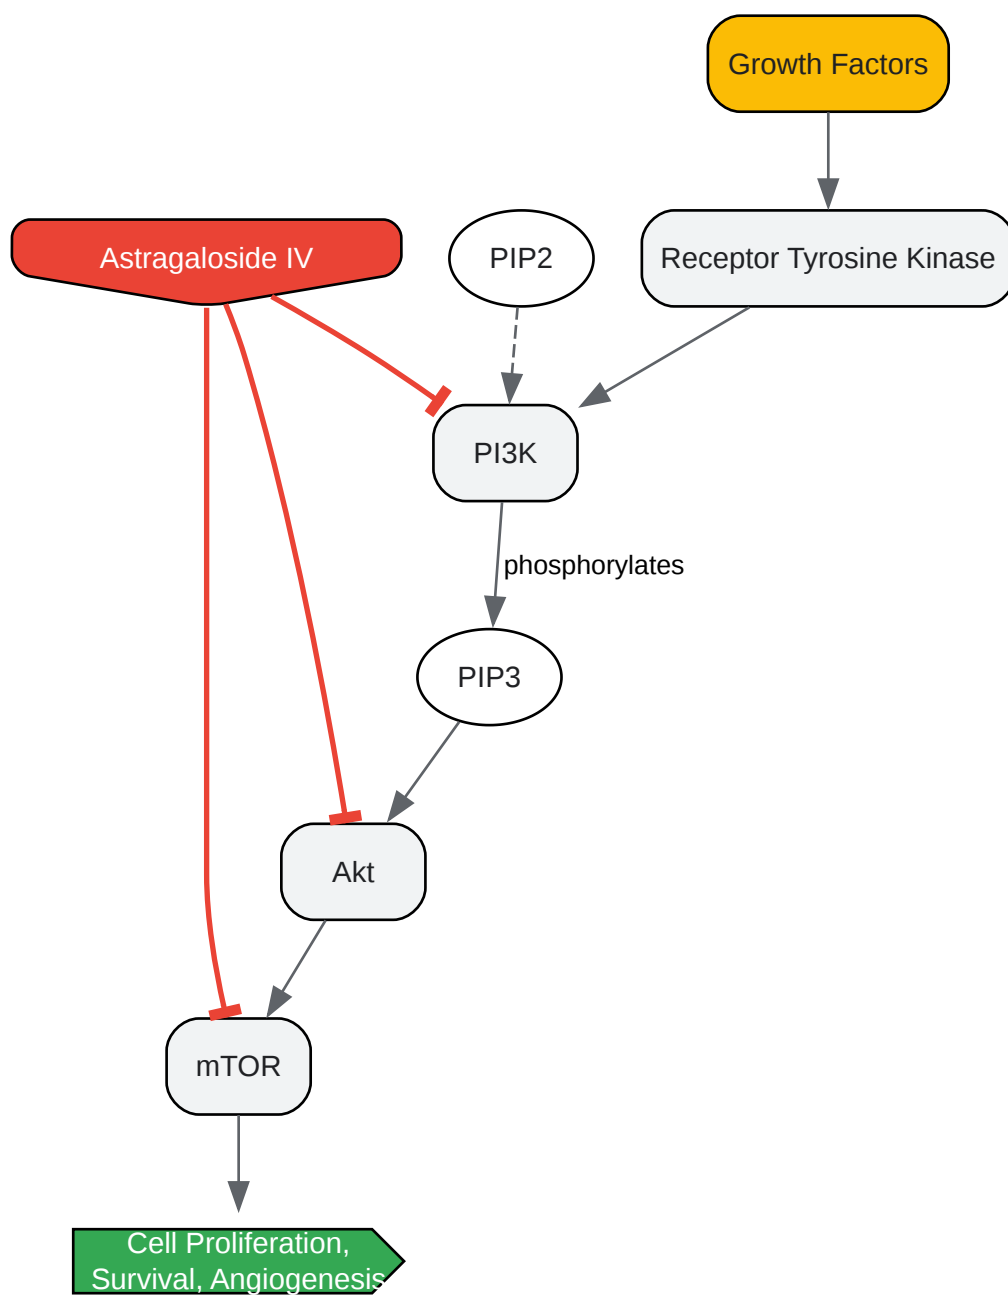 Growth Factors
Astragaloside IV
PIP2
Receptor Tyrosine Kinase
PI3K
phosphorylates
PIP3
Akt
mTOR
Cell Proliferation,
Survival, Angiogenesis